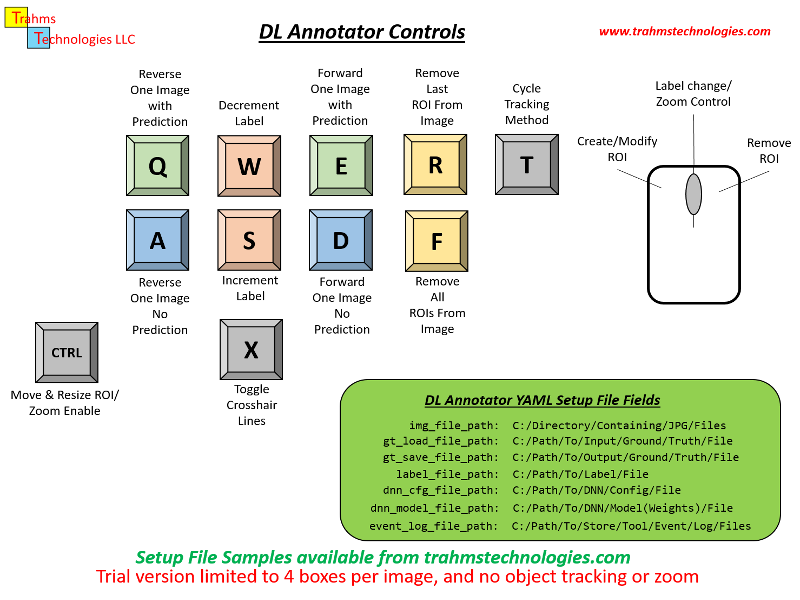 Trahms
Technologies LLC
DL Annotator Controls
www.trahmstechnologies.com
Reverse
One Image
with
Prediction
Decrement
Label
Forward
One Image
with
Prediction
Remove
Last
ROI From
Image
Cycle
Tracking
Method
Label change/
Zoom Control
Create/Modify
ROI
Remove
ROI
Q
W
E
R
T
A
S
D
F
Reverse
One Image
No
Prediction
Increment
Label
Forward
One Image
No
Prediction
Remove
All
ROIs From
Image
CTRL
Move & Resize ROI/
Zoom Enable
X
Toggle
Crosshair
Lines
DL Annotator YAML Setup File Fields
img_file_path: C:/Directory/Containing/JPG/Files
gt_load_file_path: C:/Path/To/Input/Ground/Truth/File
gt_save_file_path: C:/Path/To/Output/Ground/Truth/File
label_file_path: C:/Path/To/Label/File
dnn_cfg_file_path: C:/Path/To/DNN/Config/File
dnn_model_file_path: C:/Path/To/DNN/Model(Weights)/File
event_log_file_path: C:/Path/To/Store/Tool/Event/Log/Files
Setup File Samples available from trahmstechnologies.com
Trial version limited to 4 boxes per image, and no object tracking or zoom